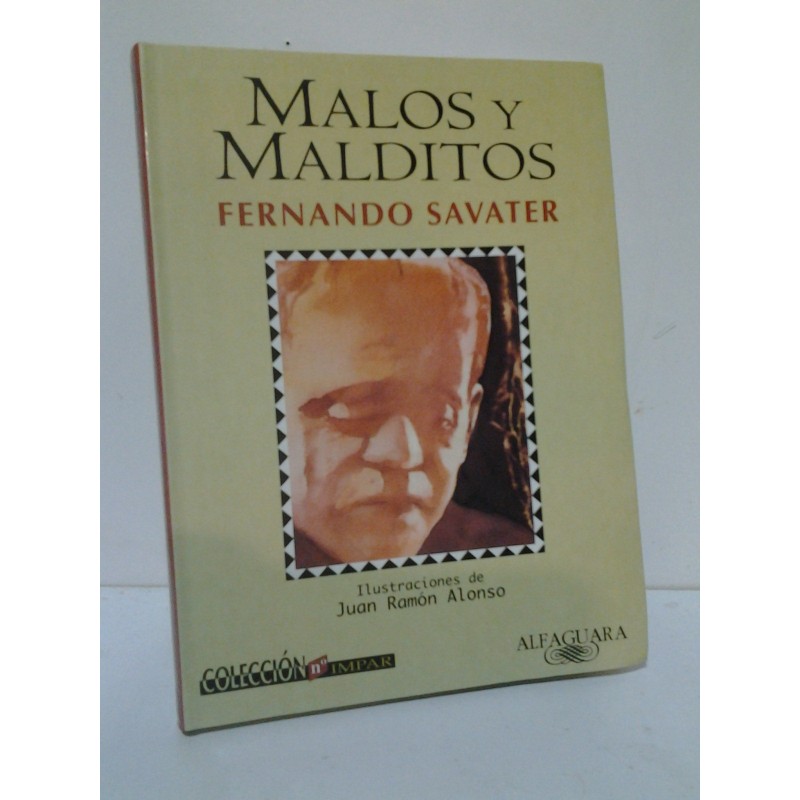 MALOS Y
MALDITOS
FERNANDO SAVATER
Ilustraciones de
Juan Ramón Alonso
ALFAGUARA
COLECCIÓN nº IMPAR